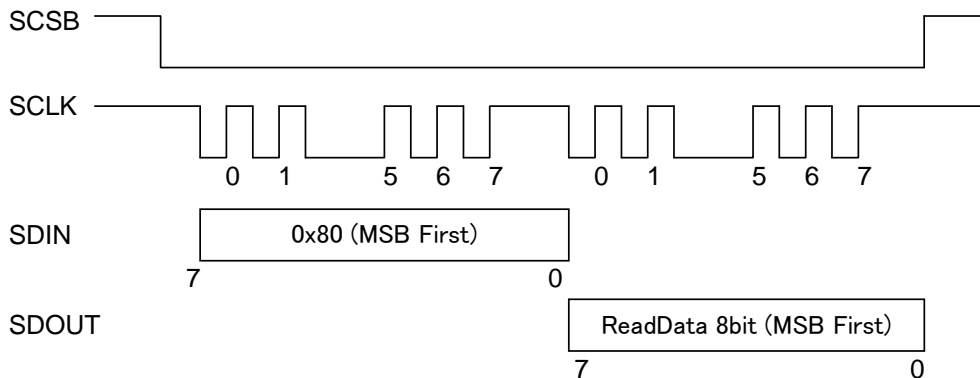 SCSB
SCLK
0 1 5 6 7 0 1 5 6 7
SDIN
0x80 (MSB First)
7 0
SDOUT
ReadData 8bit (MSB First)
7 0